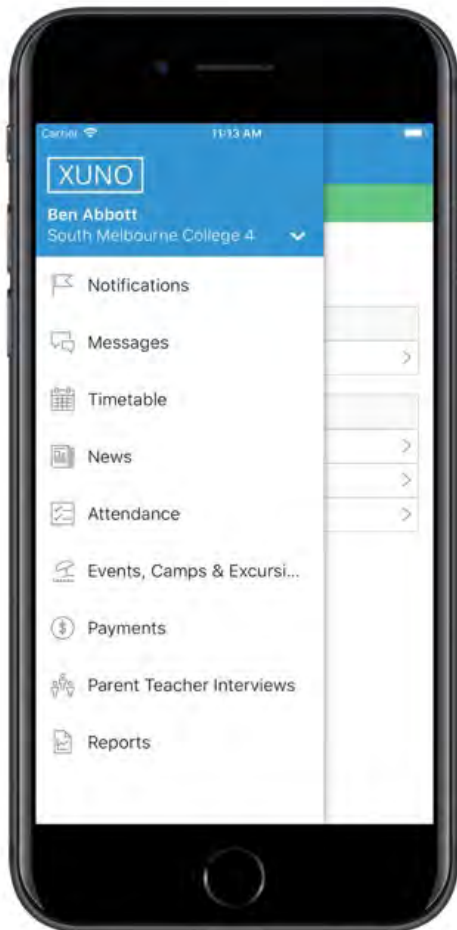 Carrier 11:13 AM
XUNO
Ben Abbott
South Melbourne College 4
Notifications
Messages
Timetable
News
Attendance
Events, Camps & Excursi...
Payments
Parent Teacher Interviews
Reports